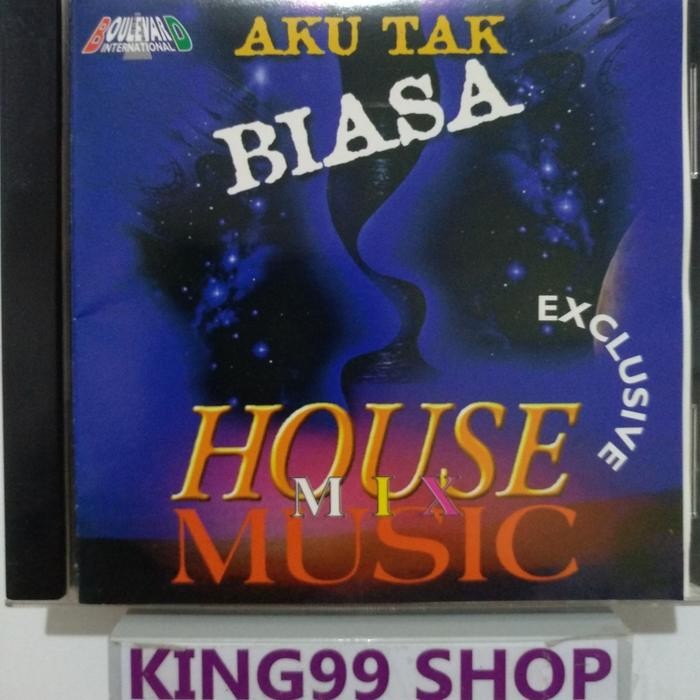 BOULEVARD
INTERNATIONAL
AKU TAK
BIASA
EXCLUSIVE
HOUSE
MIX
MUSIC
KING99 SHOP